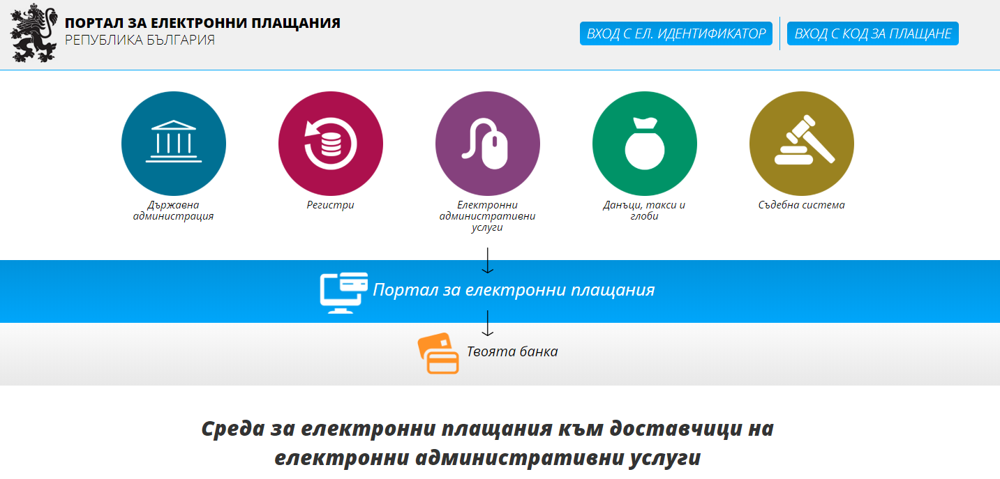 ПОРТАЛ ЗА ЕЛЕКТРОННИ ПЛАЩАНИЯ
РЕПУБЛИКА БЪЛГАРИЯ
ВХОД С ЕЛ. ИДЕНТИФИКАТОР
ВХОД С КОД ЗА ПЛАЩАНЕ
Държавна
администрация
Регистри
Електронни
административни
услуги
Данъци, такси и
глоби
Съдебна система
Портал за електронни плащания
Твоята банка
Среда за електронни плащания към доставчици на
електронни административни услуги